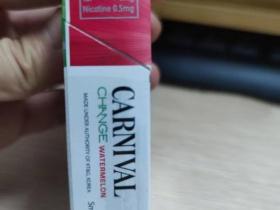 Nicotine 0.5mg
CARNIVAL
CHANGE WATERMELON
MADE UNDER AUTHORITY OF KT&G, KOREA